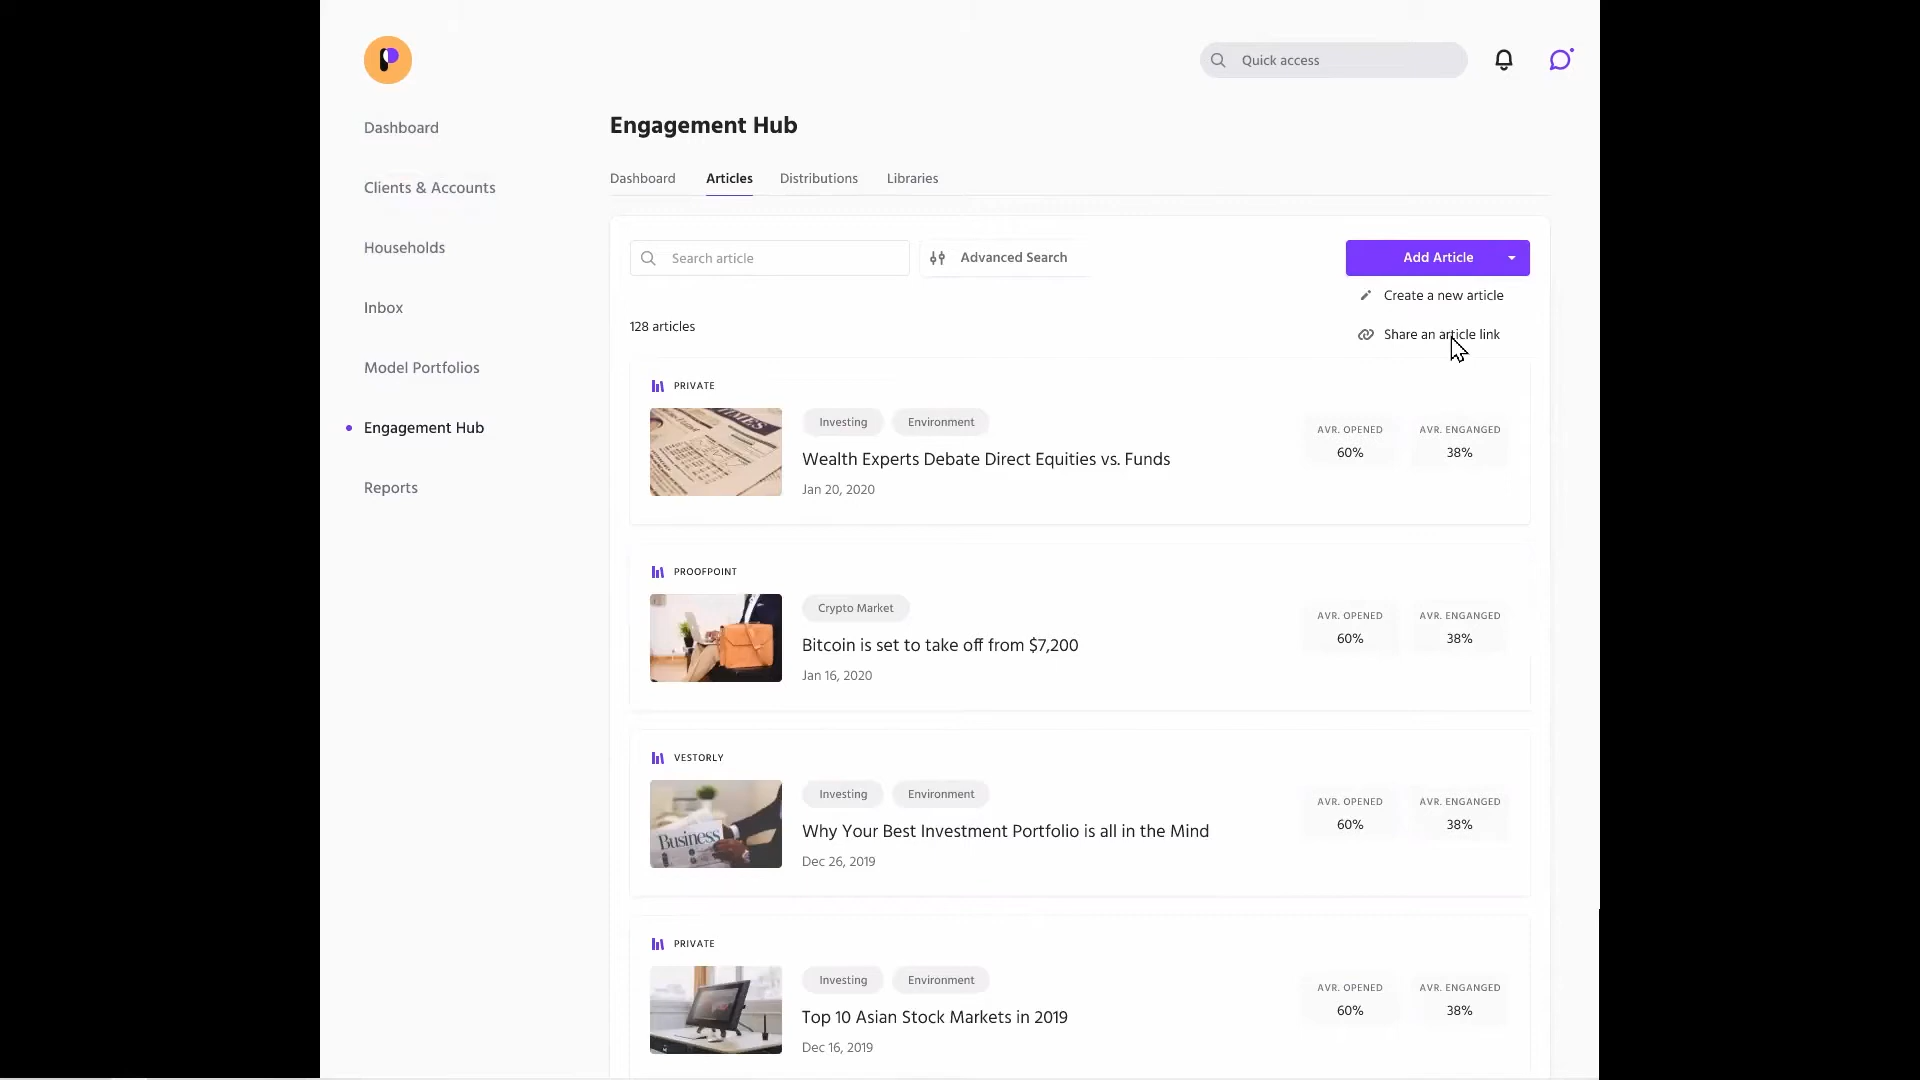 Quick access
Dashboard
Clients & Accounts
Households
Inbox
Model Portfolios
Engagement Hub
Reports
Engagement Hub
Dashboard Articles Distributions Libraries
Search article
Advanced Search
Add Article
Create a new article
Share an article link
128 articles
PRIVATE
Investing Environment
Wealth Experts Debate Direct Equities vs. Funds
Jan 20, 2020
AVR. OPENED
60%
AVR. ENGANGED
38%
PROOFPOINT
Crypto Market
Bitcoin is set to take off from $7,200
Jan 16, 2020
AVR. OPENED
60%
AVR. ENGANGED
38%
VESTORLY
Business
Investing Environment
Why Your Best Investment Portfolio is all in the Mind
Dec 26, 2019
AVR. OPENED
60%
AVR. ENGANGED
38%
PRIVATE
Investing Environment
Top 10 Asian Stock Markets in 2019
Dec 16, 2019
AVR. OPENED
60%
AVR. ENGANGED
38%